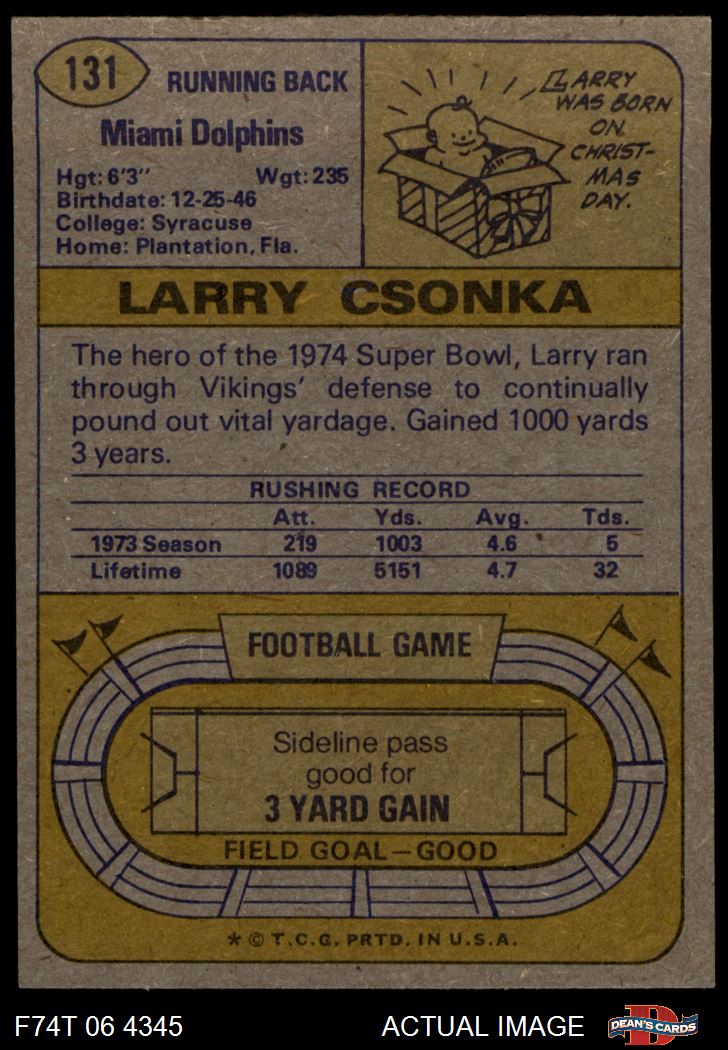 131
RUNNING BACK
Miami Dolphins
Hgt: 6'3" Wgt: 235
Birthdate: 12-25-46
College: Syracuse
Home: Plantation, Fla.
LARRY
WAS BORN
ON
CHRIST-
MAS
DAY.
LARRY CSONKA
The hero of the 1974 Super Bowl, Larry ran
through Vikings' defense to continually
pound out vital yardage. Gained 1000 yards
3 years.
RUSHING RECORD
Att. Yds. Avg. Tds.
1973 Season 219 1003 4.6 5
Lifetime 1089 5151 4.7 32
FOOTBALL GAME
Sideline pass
good for
3 YARD GAIN
FIELD GOAL—GOOD
* © T.C.G. PRTD. IN U.S.A.
F74T 06 4345 ACTUAL IMAGE
D
DEAN'S CARDS